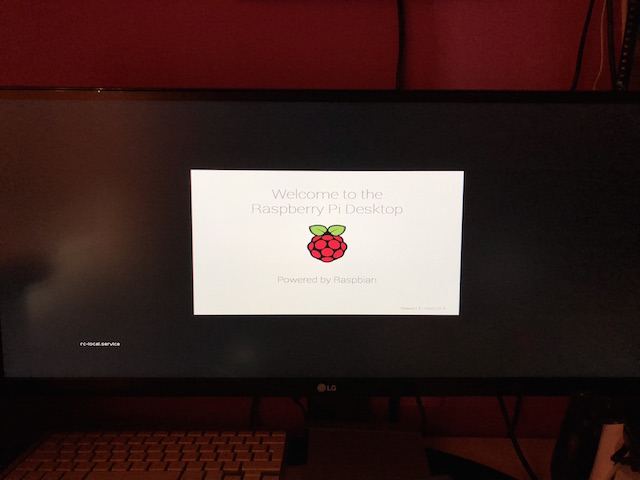 Welcome to the
Raspberry Pi Desktop
Powered by Raspbian
rc-local.service
LG